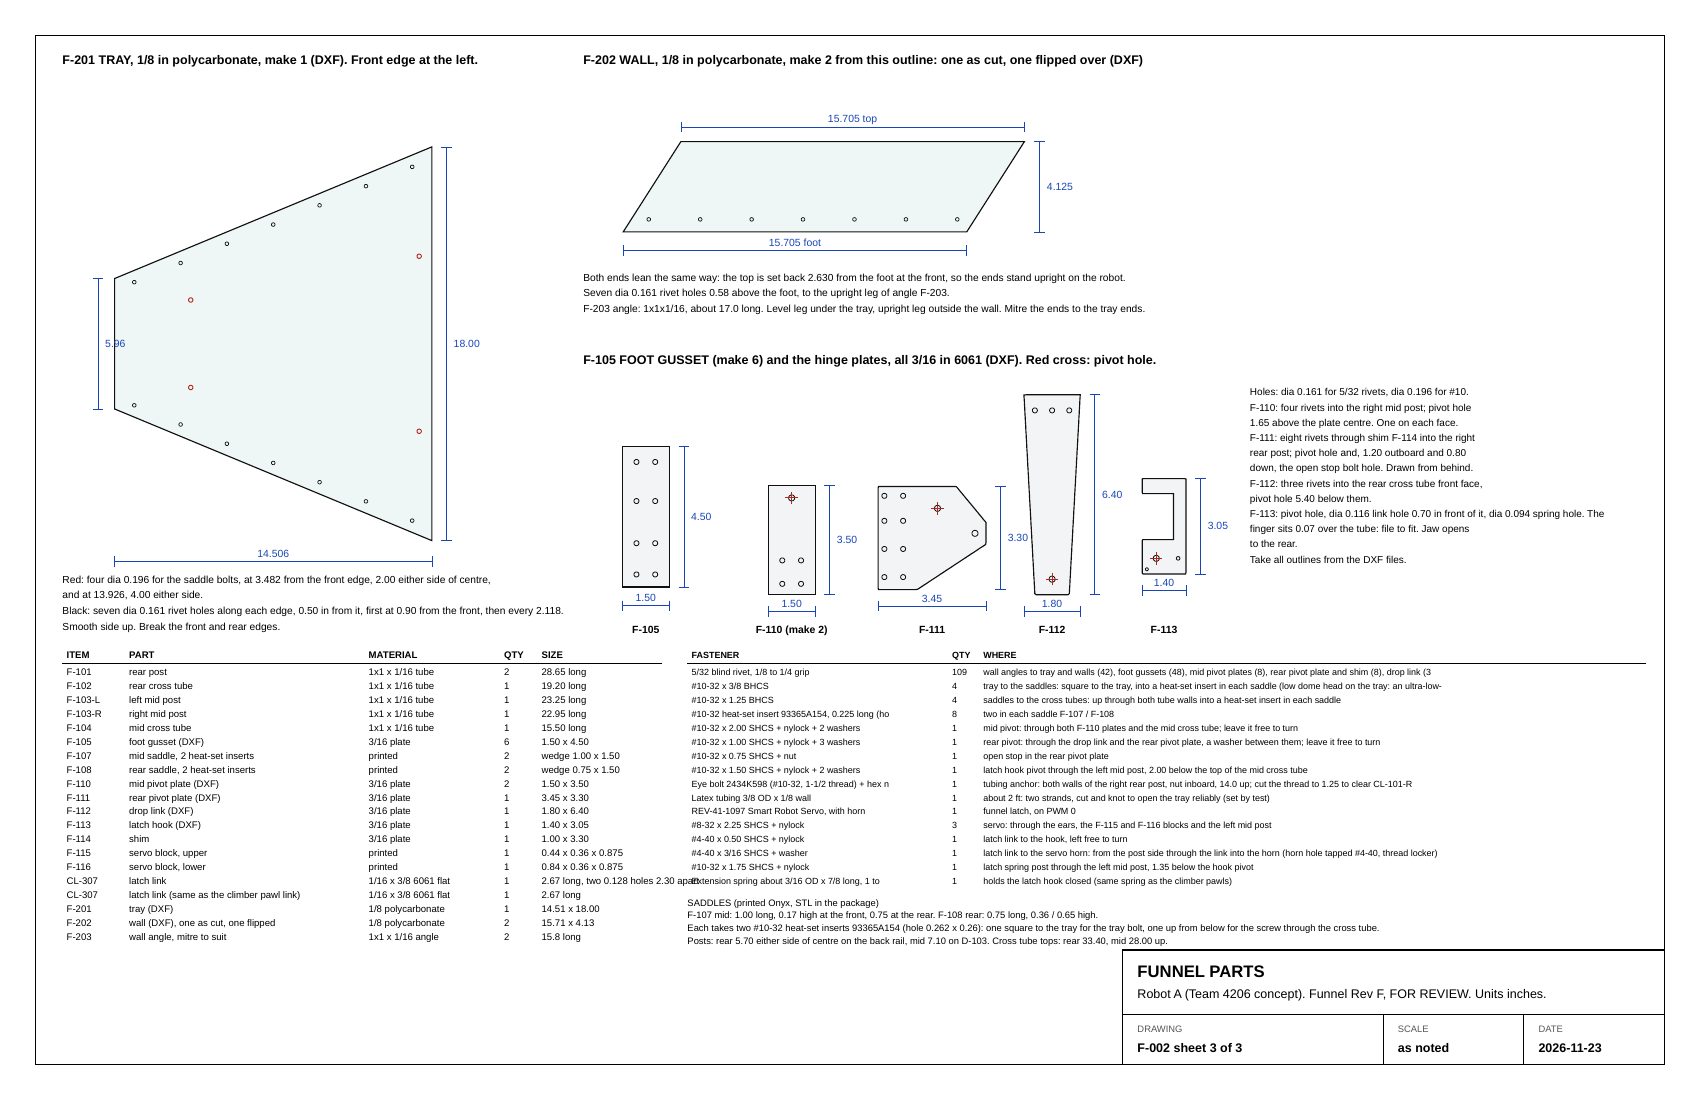 F-201 TRAY, 1/8 in polycarbonate, make 1 (DXF). Front edge at the left.
5.96
18.00
14.506
Red: four dia 0.196 for the saddle bolts, at 3.482 from the front edge, 2.00 either side of centre,
and at 13.926, 4.00 either side.
Black: seven dia 0.161 rivet holes along each edge, 0.50 in from it, first at 0.90 from the front, then every 2.118.
Smooth side up. Break the front and rear edges.
F-202 WALL, 1/8 in polycarbonate, make 2 from this outline: one as cut, one flipped over (DXF)
15.705 top
4.125
15.705 foot
Both ends lean the same way: the top is set back 2.630 from the foot at the front, so the ends stand upright on the robot.
Seven dia 0.161 rivet holes 0.58 above the foot, to the upright leg of angle F-203.
F-203 angle: 1x1x1/16, about 17.0 long. Level leg under the tray, upright leg outside the wall. Mitre the ends to the tray ends.
F-105 FOOT GUSSET (make 6) and the hinge plates, all 3/16 in 6061 (DXF). Red cross: pivot hole.
4.50
1.50
F-105
3.50
1.50
F-110 (make 2)
3.30
3.45
F-111
6.40
1.80
F-112
3.05
1.40
F-113
Holes: dia 0.161 for 5/32 rivets, dia 0.196 for #10.
F-110: four rivets into the right mid post; pivot hole
1.65 above the plate centre. One on each face.
F-111: eight rivets through shim F-114 into the right
rear post; pivot hole and, 1.20 outboard and 0.80
down, the open stop bolt hole. Drawn from behind.
F-112: three rivets into the rear cross tube front face,
pivot hole 5.40 below them.
F-113: pivot hole, dia 0.116 link hole 0.70 in front of it, dia 0.094 spring hole. The
finger sits 0.07 over the tube: file to fit. Jaw opens
to the rear.
Take all outlines from the DXF files.
ITEM PART MATERIAL QTY SIZE
F-101 rear post 1x1 x 1/16 tube 2 28.65 long
F-102 rear cross tube 1x1 x 1/16 tube 1 19.20 long
F-103-L left mid post 1x1 x 1/16 tube 1 23.25 long
F-103-R right mid post 1x1 x 1/16 tube 1 22.95 long
F-104 mid cross tube 1x1 x 1/16 tube 1 15.50 long
F-105 foot gusset (DXF) 3/16 plate 6 1.50 x 4.50
F-107 mid saddle, 2 heat-set inserts printed 2 wedge 1.00 x 1.50
F-108 rear saddle, 2 heat-set inserts printed 2 wedge 0.75 x 1.50
F-110 mid pivot plate (DXF) 3/16 plate 2 1.50 x 3.50
F-111 rear pivot plate (DXF) 3/16 plate 1 3.45 x 3.30
F-112 drop link (DXF) 3/16 plate 1 1.80 x 6.40
F-113 latch hook (DXF) 3/16 plate 1 1.40 x 3.05
F-114 shim 3/16 plate 1 1.00 x 3.30
F-115 servo block, upper printed 1 0.44 x 0.36 x 0.875
F-116 servo block, lower printed 1 0.84 x 0.36 x 0.875
CL-307 latch link 1/16 x 3/8 6061 flat 1 2.67 long, two 0.128 holes 2.30 apart
CL-307 latch link (same as the climber pawl link) 1/16 x 3/8 6061 flat 1 2.67 long
F-201 tray (DXF) 1/8 polycarbonate 1 14.51 x 18.00
F-202 wall (DXF), one as cut, one flipped 1/8 polycarbonate 2 15.71 x 4.13
F-203 wall angle, mitre to suit 1x1 x 1/16 angle 2 15.8 long
FASTENER QTY WHERE
5/32 blind rivet, 1/8 to 1/4 grip 109 wall angles to tray and walls (42), foot gussets (48), mid pivot plates (8), rear pivot plate and shim (8), drop link (3
#10-32 x 3/8 BHCS 4 tray to the saddles: square to the tray, into a heat-set insert in each saddle (low dome head on the tray: an ultra-low-
#10-32 x 1.25 BHCS 4 saddles to the cross tubes: up through both tube walls into a heat-set insert in each saddle
#10-32 heat-set insert 93365A154, 0.225 long (ho 8 two in each saddle F-107 / F-108
#10-32 x 2.00 SHCS + nylock + 2 washers 1 mid pivot: through both F-110 plates and the mid cross tube; leave it free to turn
#10-32 x 1.00 SHCS + nylock + 3 washers 1 rear pivot: through the drop link and the rear pivot plate, a washer between them; leave it free to turn
#10-32 x 0.75 SHCS + nut 1 open stop in the rear pivot plate
#10-32 x 1.50 SHCS + nylock + 2 washers 1 latch hook pivot through the left mid post, 2.00 below the top of the mid cross tube
Eye bolt 2434K598 (#10-32, 1-1/2 thread) + hex n 1 tubing anchor: both walls of the right rear post, nut inboard, 14.0 up; cut the thread to 1.25 to clear CL-101-R
Latex tubing 3/8 OD x 1/8 wall 1 about 2 ft: two strands, cut and knot to open the tray reliably (set by test)
REV-41-1097 Smart Robot Servo, with horn 1 funnel latch, on PWM 0
#8-32 x 2.25 SHCS + nylock 3 servo: through the ears, the F-115 and F-116 blocks and the left mid post
#4-40 x 0.50 SHCS + nylock 1 latch link to the hook, left free to turn
#4-40 x 3/16 SHCS + washer 1 latch link to the servo horn: from the post side through the link into the horn (horn hole tapped #4-40, thread locker)
#10-32 x 1.75 SHCS + nylock 1 latch spring post through the left mid post, 1.35 below the hook pivot
Extension spring about 3/16 OD x 7/8 long, 1 to 1 holds the latch hook closed (same spring as the climber pawls)
SADDLES (printed Onyx, STL in the package)
F-107 mid: 1.00 long, 0.17 high at the front, 0.75 at the rear. F-108 rear: 0.75 long, 0.36 / 0.65 high.
Each takes two #10-32 heat-set inserts 93365A154 (hole 0.262 x 0.26): one square to the tray for the tray bolt, one up from below for the screw through the cross tube.
Posts: rear 5.70 either side of centre on the back rail, mid 7.10 on D-103. Cross tube tops: rear 33.40, mid 28.00 up.
FUNNEL PARTS
Robot A (Team 4206 concept). Funnel Rev F, FOR REVIEW. Units inches.
DRAWING SCALE DATE
F-002 sheet 3 of 3 as noted 2026-11-23